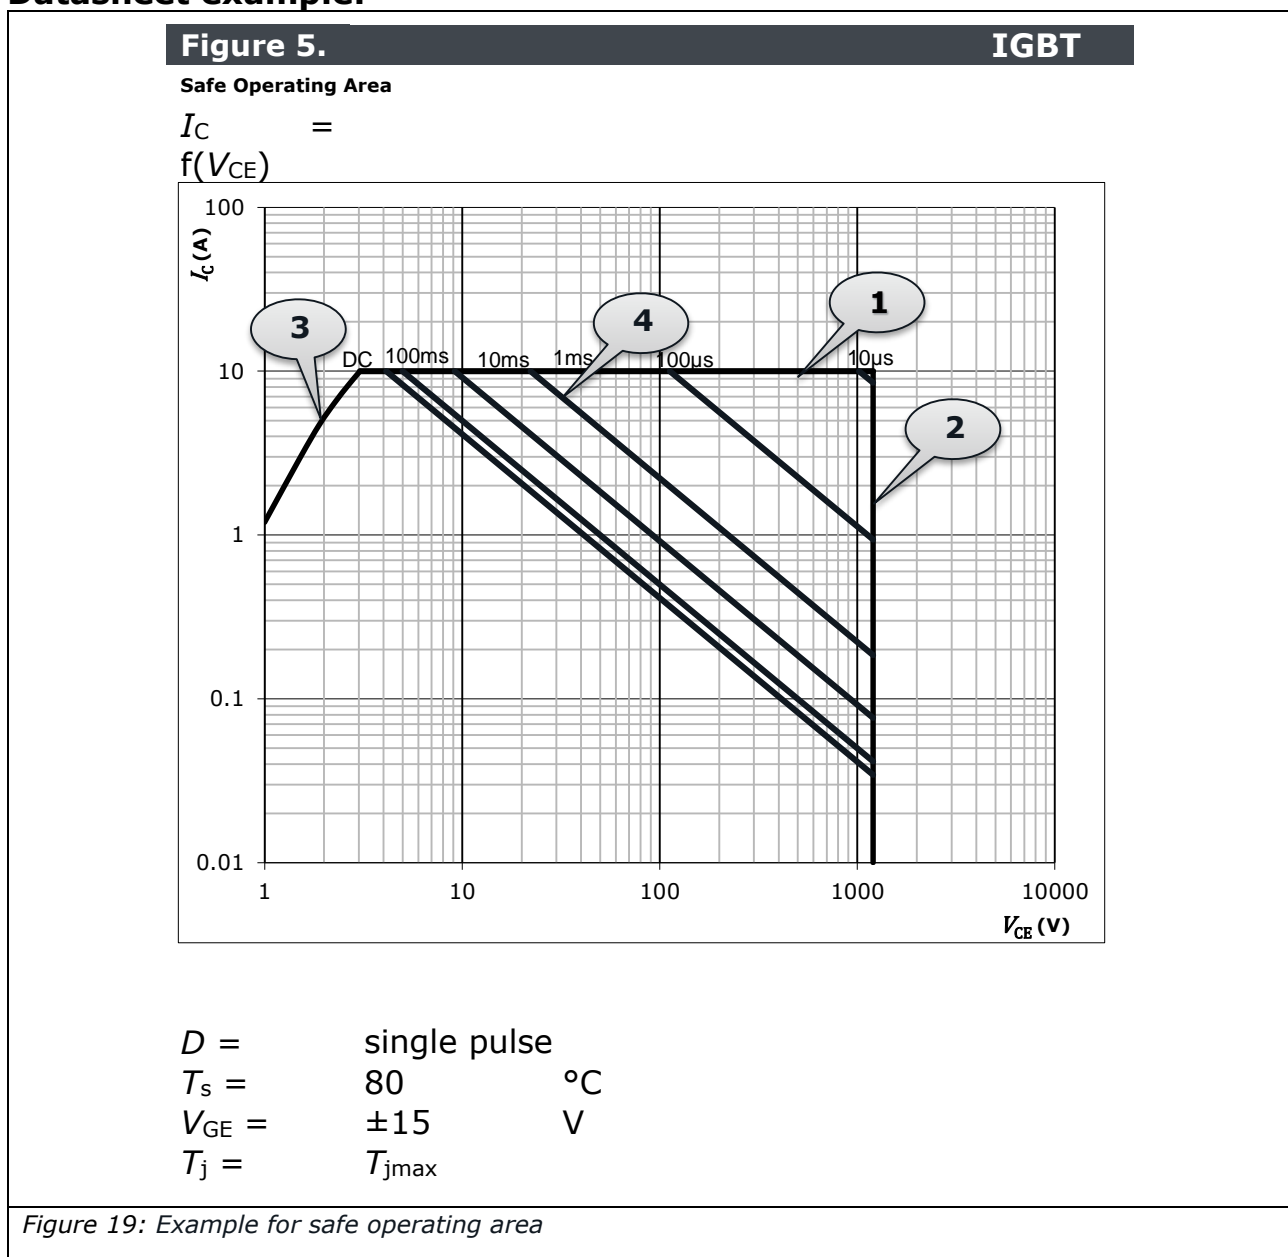 Datasheet example:
Figure 5. IGBT
Safe Operating Area
IC =
f(VCE)
100
IC (A)
3
4
1
DC 100ms 10ms 1ms 100µs 10µs
10
2
1
0.1
0.01
1 10 100 1000 10000
VCE (V)
D = single pulse
Ts = 80 °C
VGE = ±15 V
Tj = Tjmax
Figure 19: Example for safe operating area